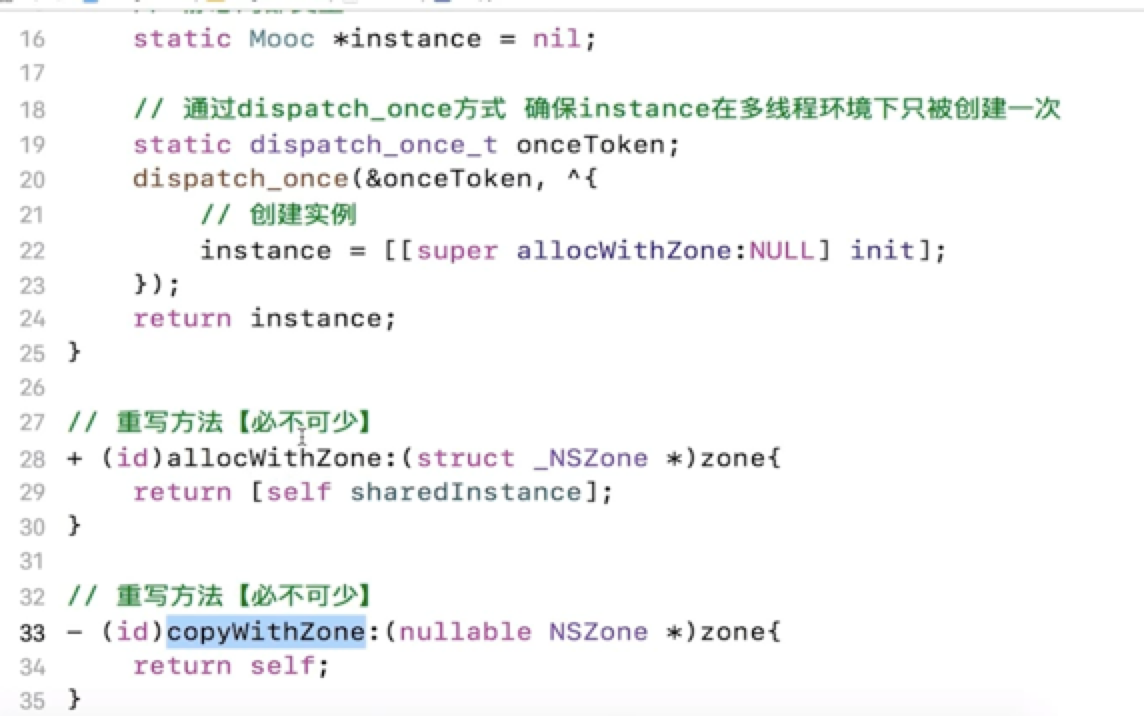 16 static Mooc *instance = nil;
17
18 // 通过dispatch_once方式 确保instance在多线程环境下只被创建一次
19 static dispatch_once_t onceToken;
20 dispatch_once(&onceToken, ^{
21 // 创建实例
22 instance = [[super allocWithZone:NULL] init];
23 });
24 return instance;
25 }
26
27 // 重写方法【必不可少】
28 + (id)allocWithZone:(struct _NSZone *)zone{
29 return [self sharedInstance];
30 }
31
32 // 重写方法【必不可少】
33 - (id)copyWithZone:(nullable NSZone *)zone{
34 return self;
35 }